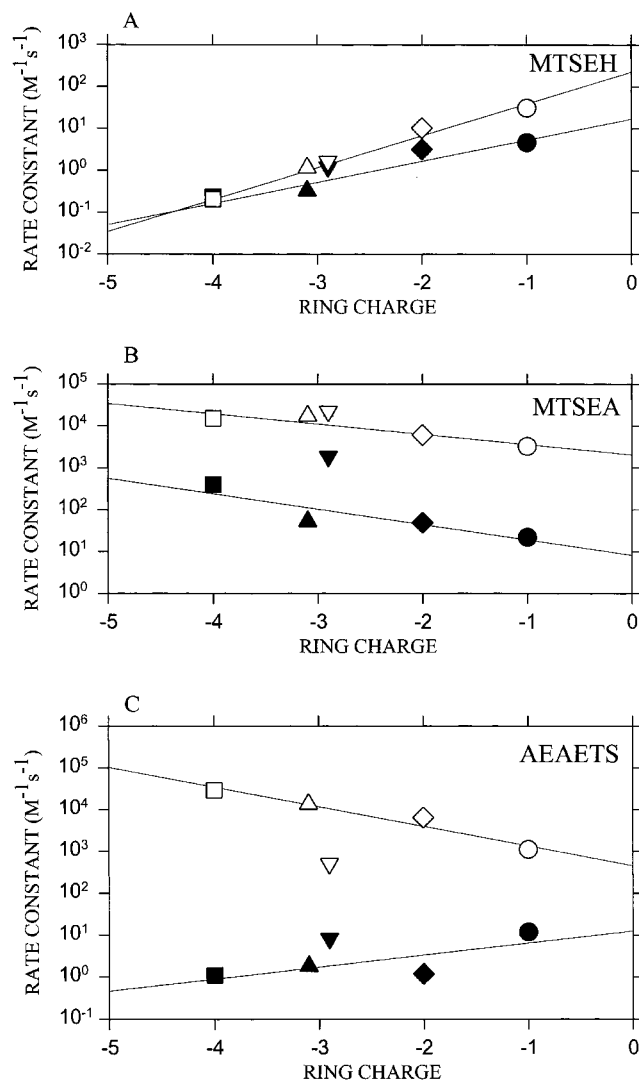 A
MTSEH
RATE CONSTANT (M⁻¹s⁻¹)
10³
10²
10¹
10⁰
10⁻¹
10⁻²
-5 -4 -3 -2 -1 0
RING CHARGE
B
MTSEA
RATE CONSTANT (M⁻¹s⁻¹)
10⁵
10⁴
10³
10²
10¹
10⁰
-5 -4 -3 -2 -1 0
RING CHARGE
C
AEAETS
RATE CONSTANT (M⁻¹s⁻¹)
10⁶
10⁵
10⁴
10³
10²
10¹
10⁰
10⁻¹
-5 -4 -3 -2 -1 0
RING CHARGE